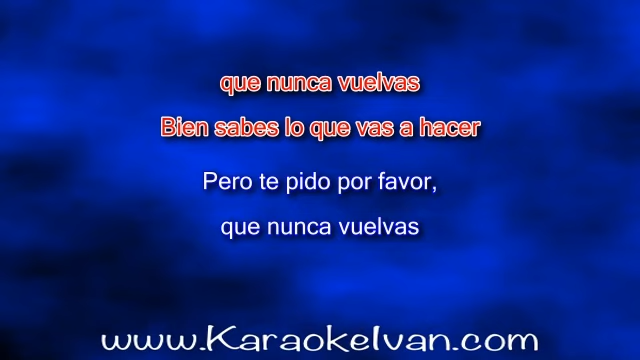 que nunca vuelvas
Bien sabes lo que vas a hacer
Pero te pido por favor,
que nunca vuelvas
www.KaraokeIvan.com